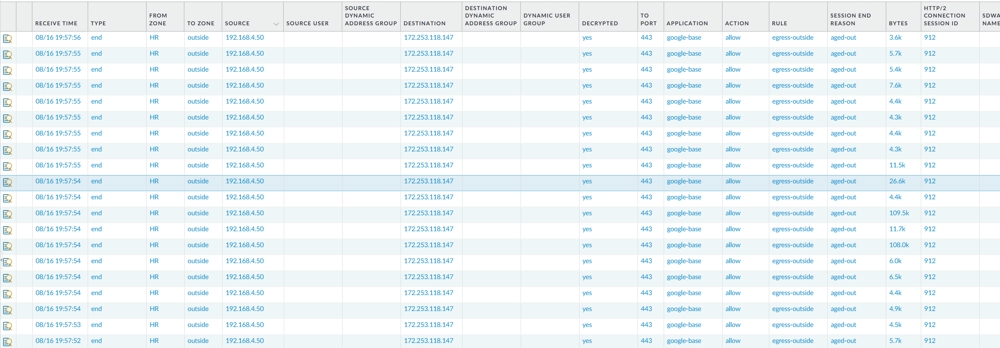 RECEIVE TIME TYPE FROM ZONE TO ZONE SOURCE SOURCE USER SOURCE DYNAMIC ADDRESS GROUP DESTINATION DESTINATION DYNAMIC ADDRESS GROUP DYNAMIC USER GROUP DECRYPTED TO PORT APPLICATION ACTION RULE SESSION END REASON BYTES HTTP/2 CONNECTION SESSION ID SDWA NAME
08/16 19:57:56 end HR outside 192.168.4.50 172.253.118.147 yes 443 google-base allow egress-outside aged-out 3.6k 912
08/16 19:57:55 end HR outside 192.168.4.50 172.253.118.147 yes 443 google-base allow egress-outside aged-out 5.7k 912
08/16 19:57:55 end HR outside 192.168.4.50 172.253.118.147 yes 443 google-base allow egress-outside aged-out 5.4k 912
08/16 19:57:55 end HR outside 192.168.4.50 172.253.118.147 yes 443 google-base allow egress-outside aged-out 7.6k 912
08/16 19:57:55 end HR outside 192.168.4.50 172.253.118.147 yes 443 google-base allow egress-outside aged-out 4.4k 912
08/16 19:57:55 end HR outside 192.168.4.50 172.253.118.147 yes 443 google-base allow egress-outside aged-out 4.3k 912
08/16 19:57:55 end HR outside 192.168.4.50 172.253.118.147 yes 443 google-base allow egress-outside aged-out 4.4k 912
08/16 19:57:55 end HR outside 192.168.4.50 172.253.118.147 yes 443 google-base allow egress-outside aged-out 4.3k 912
08/16 19:57:55 end HR outside 192.168.4.50 172.253.118.147 yes 443 google-base allow egress-outside aged-out 11.5k 912
08/16 19:57:54 end HR outside 192.168.4.50 172.253.118.147 yes 443 google-base allow egress-outside aged-out 26.6k 912
08/16 19:57:54 end HR outside 192.168.4.50 172.253.118.147 yes 443 google-base allow egress-outside aged-out 4.4k 912
08/16 19:57:54 end HR outside 192.168.4.50 172.253.118.147 yes 443 google-base allow egress-outside aged-out 109.5k 912
08/16 19:57:54 end HR outside 192.168.4.50 172.253.118.147 yes 443 google-base allow egress-outside aged-out 11.7k 912
08/16 19:57:54 end HR outside 192.168.4.50 172.253.118.147 yes 443 google-base allow egress-outside aged-out 108.0k 912
08/16 19:57:54 end HR outside 192.168.4.50 172.253.118.147 yes 443 google-base allow egress-outside aged-out 6.0k 912
08/16 19:57:54 end HR outside 192.168.4.50 172.253.118.147 yes 443 google-base allow egress-outside aged-out 6.5k 912
08/16 19:57:54 end HR outside 192.168.4.50 172.253.118.147 yes 443 google-base allow egress-outside aged-out 4.4k 912
08/16 19:57:54 end HR outside 192.168.4.50 172.253.118.147 yes 443 google-base allow egress-outside aged-out 4.9k 912
08/16 19:57:53 end HR outside 192.168.4.50 172.253.118.147 yes 443 google-base allow egress-outside aged-out 4.5k 912
08/16 19:57:52 end HR outside 192.168.4.50 172.253.118.147 yes 443 google-base allow egress-outside aged-out 5.7k 912